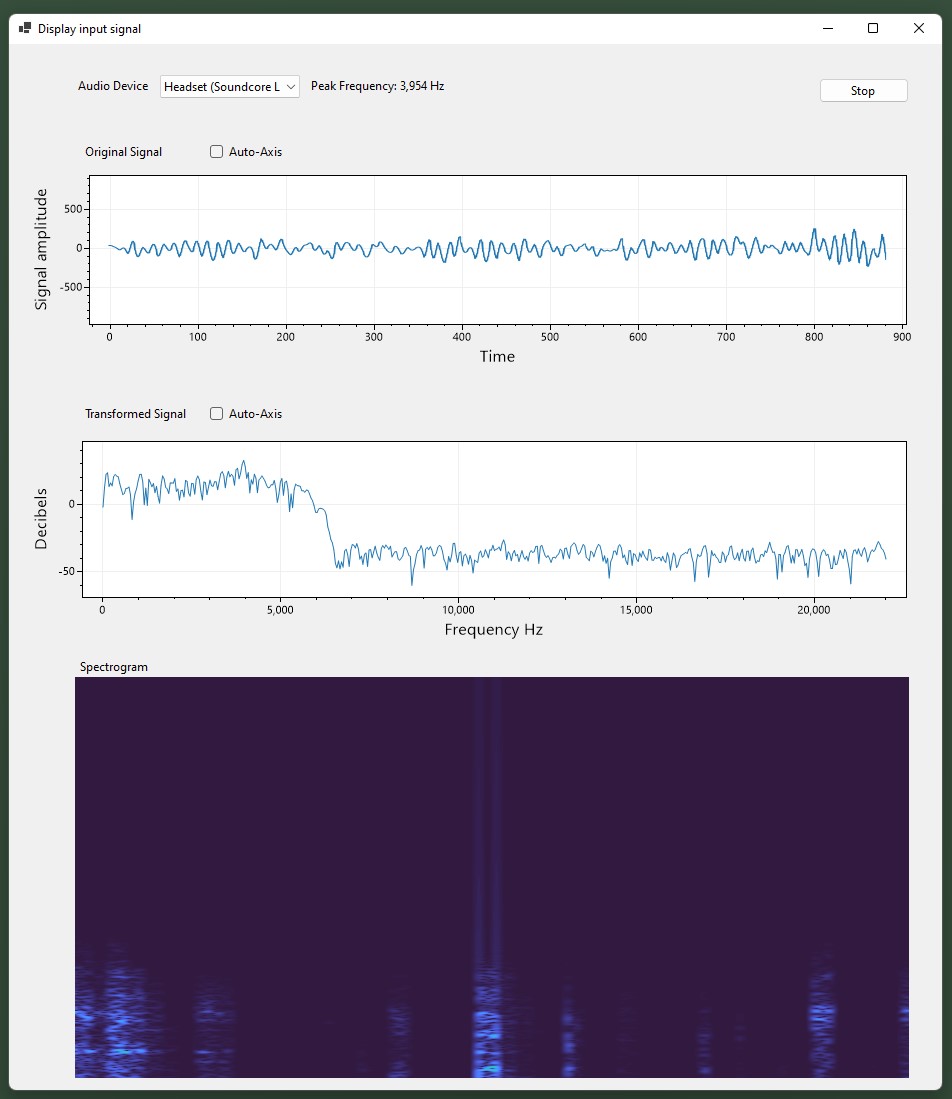 Display input signal
Audio Device Headset (Soundcore L Peak Frequency: 3,954 Hz Stop
Original Signal Auto-Axis
Signal amplitude
500
0
-500
0 100 200 300 400 500 600 700 800 900
Time
Transformed Signal Auto-Axis
Decibels
0
-50
0 5,000 10,000 15,000 20,000
Frequency Hz
Spectrogram